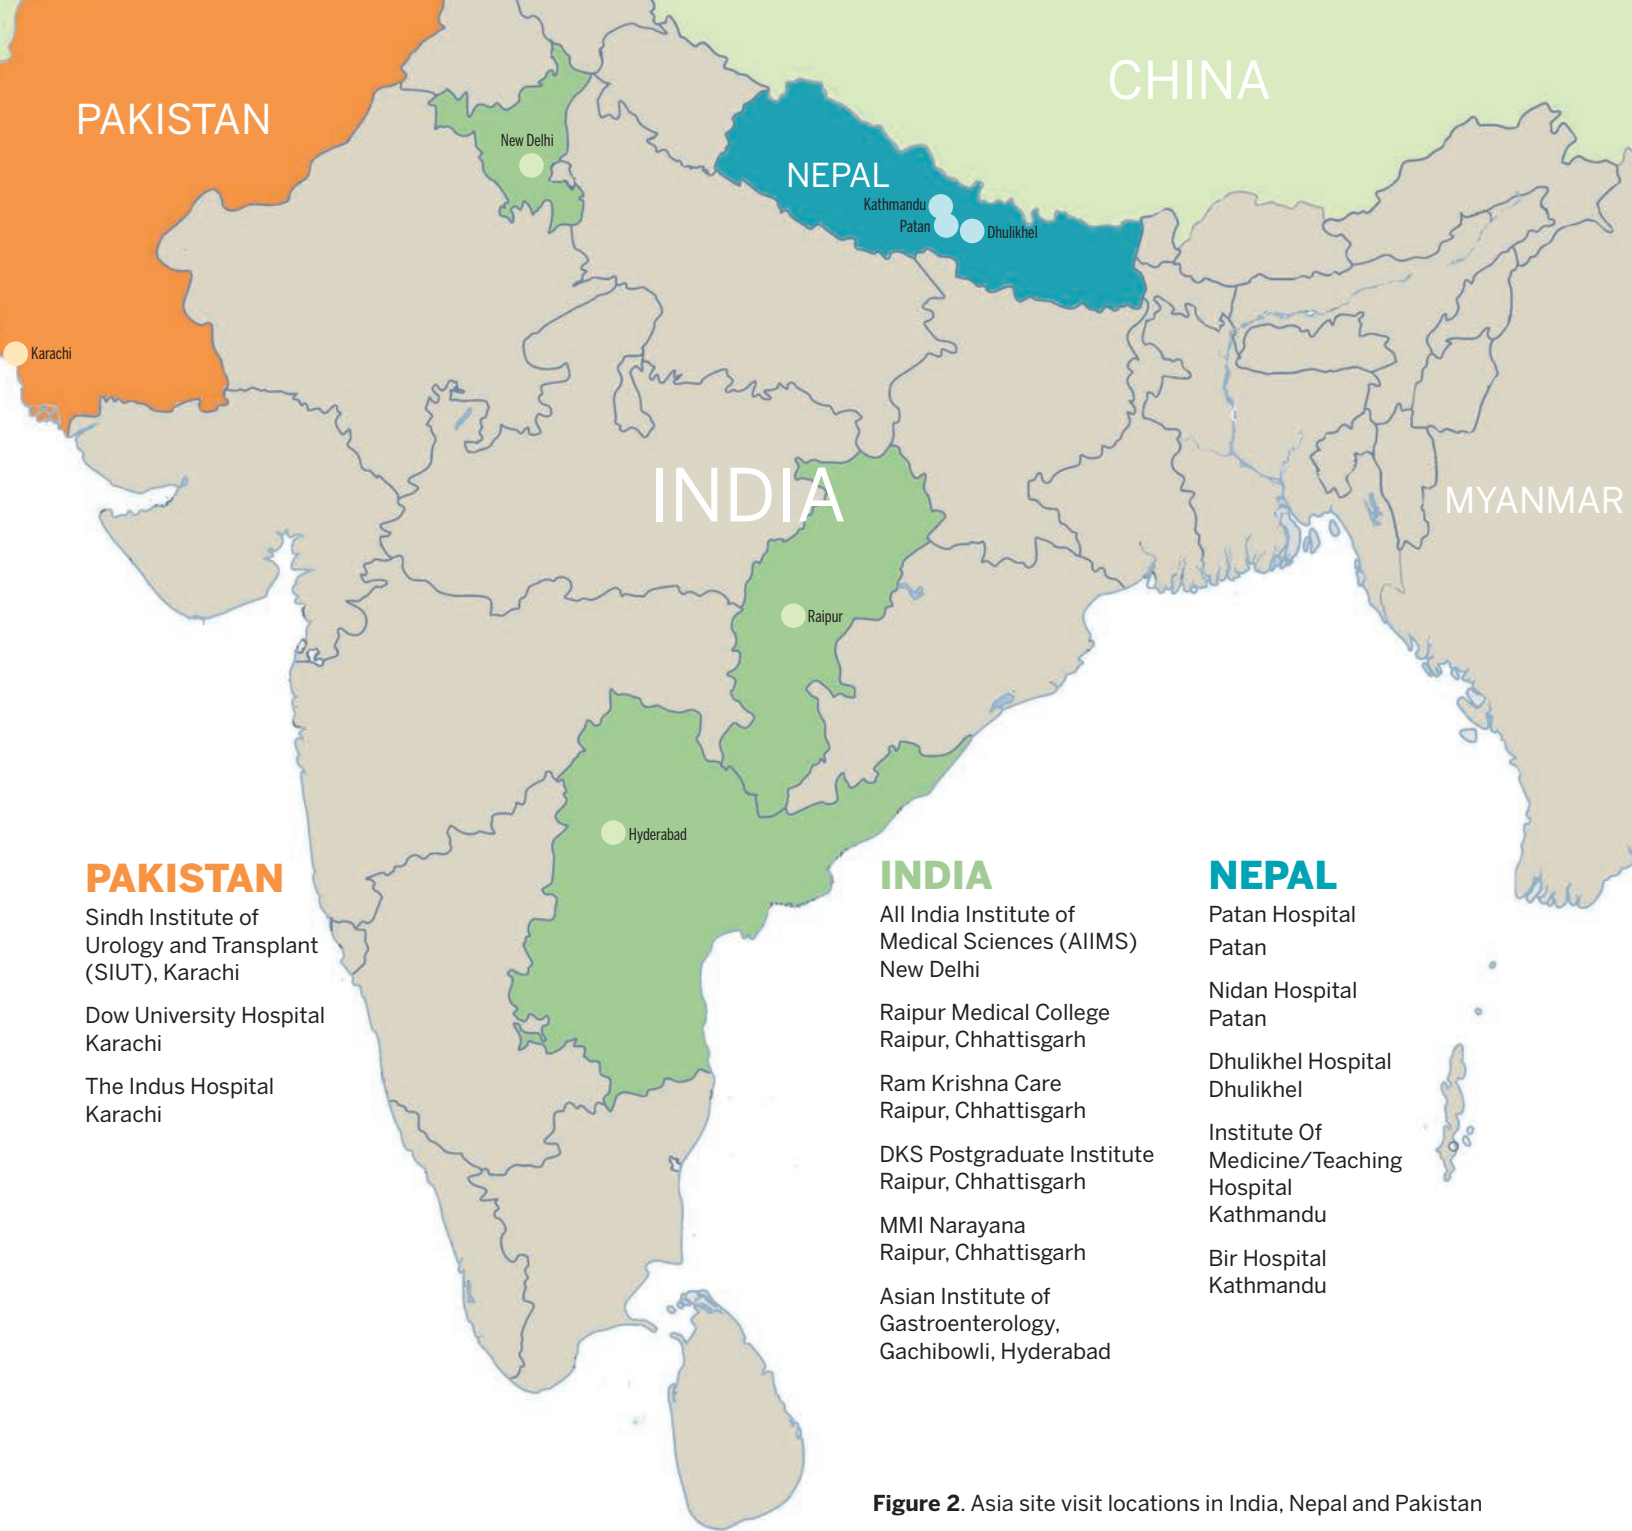 CHINA
PAKISTAN
New Delhi
NEPAL
Kathmandu
Patan
Dhulikhel
Karachi
INDIA
MYANMAR
Raipur
Hyderabad
PAKISTAN
Sindh Institute of
Urology and Transplant
(SIUT), Karachi
Dow University Hospital
Karachi
The Indus Hospital
Karachi
INDIA
All India Institute of
Medical Sciences (AIIMS)
New Delhi
Raipur Medical College
Raipur, Chhattisgarh
Ram Krishna Care
Raipur, Chhattisgarh
DKS Postgraduate Institute
Raipur, Chhattisgarh
MMI Narayana
Raipur, Chhattisgarh
Asian Institute of
Gastroenterology,
Gachibowli, Hyderabad
NEPAL
Patan Hospital
Patan
Nidan Hospital
Patan
Dhulikhel Hospital
Dhulikhel
Institute Of
Medicine/Teaching
Hospital
Kathmandu
Bir Hospital
Kathmandu
Figure 2. Asia site visit locations in India, Nepal and Pakistan